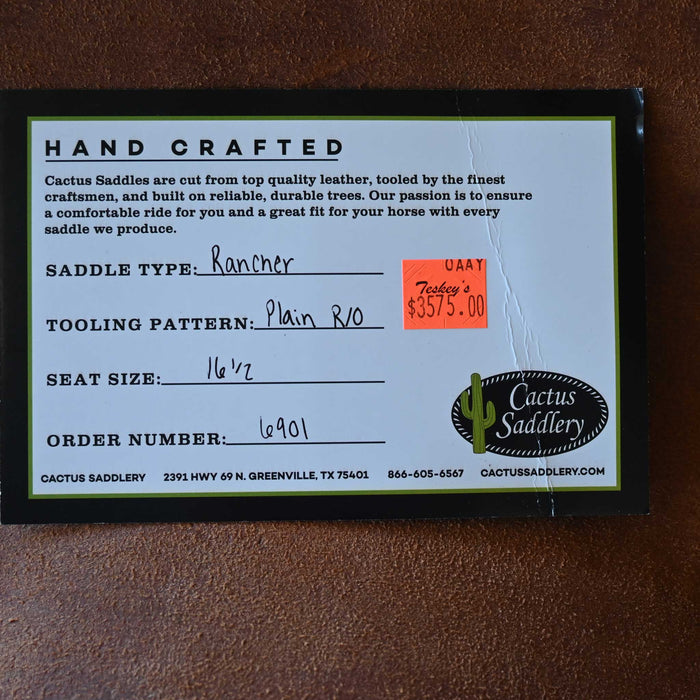 HAND CRAFTED
Cactus Saddles are cut from top quality leather, tooled by the finest
craftsmen, and built on reliable, durable trees. Our passion is to ensure
a comfortable ride for you and a great fit for your horse with every
saddle we produce.
SADDLE TYPE: Rancher
UAAY
Teskey's
$3575.00
TOOLING PATTERN: Plain R/O
SEAT SIZE: 16 1/2
Cactus
Saddlery
ORDER NUMBER: 6901
CACTUS SADDLERY 2391 HWY 69 N. GREENVILLE, TX 75401 866-605-6567 CACTUSSADDLERY.COM